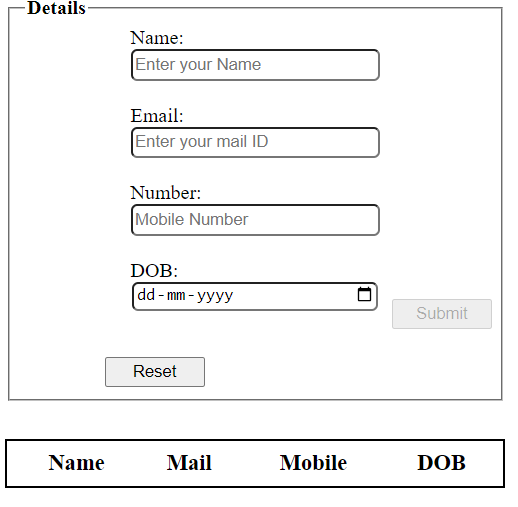 Details
Name:
Enter your Name
Email:
Enter your mail ID
Number:
Mobile Number
DOB:
dd-mm-yyyy
Submit
Reset
Name Mail Mobile DOB